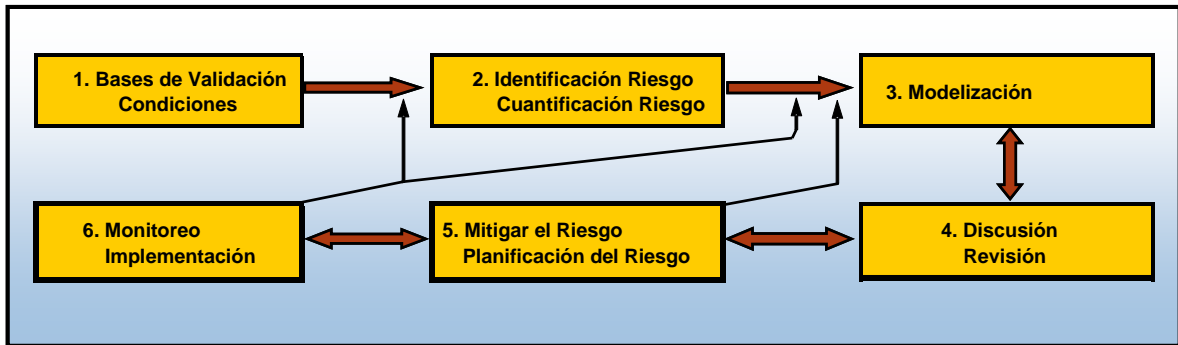 1. Bases de Validación
Condiciones
2. Identificación Riesgo
Cuantificación Riesgo
3. Modelización
6. Monitoreo
Implementación
5. Mitigar el Riesgo
Planificación del Riesgo
4. Discusión
Revisión